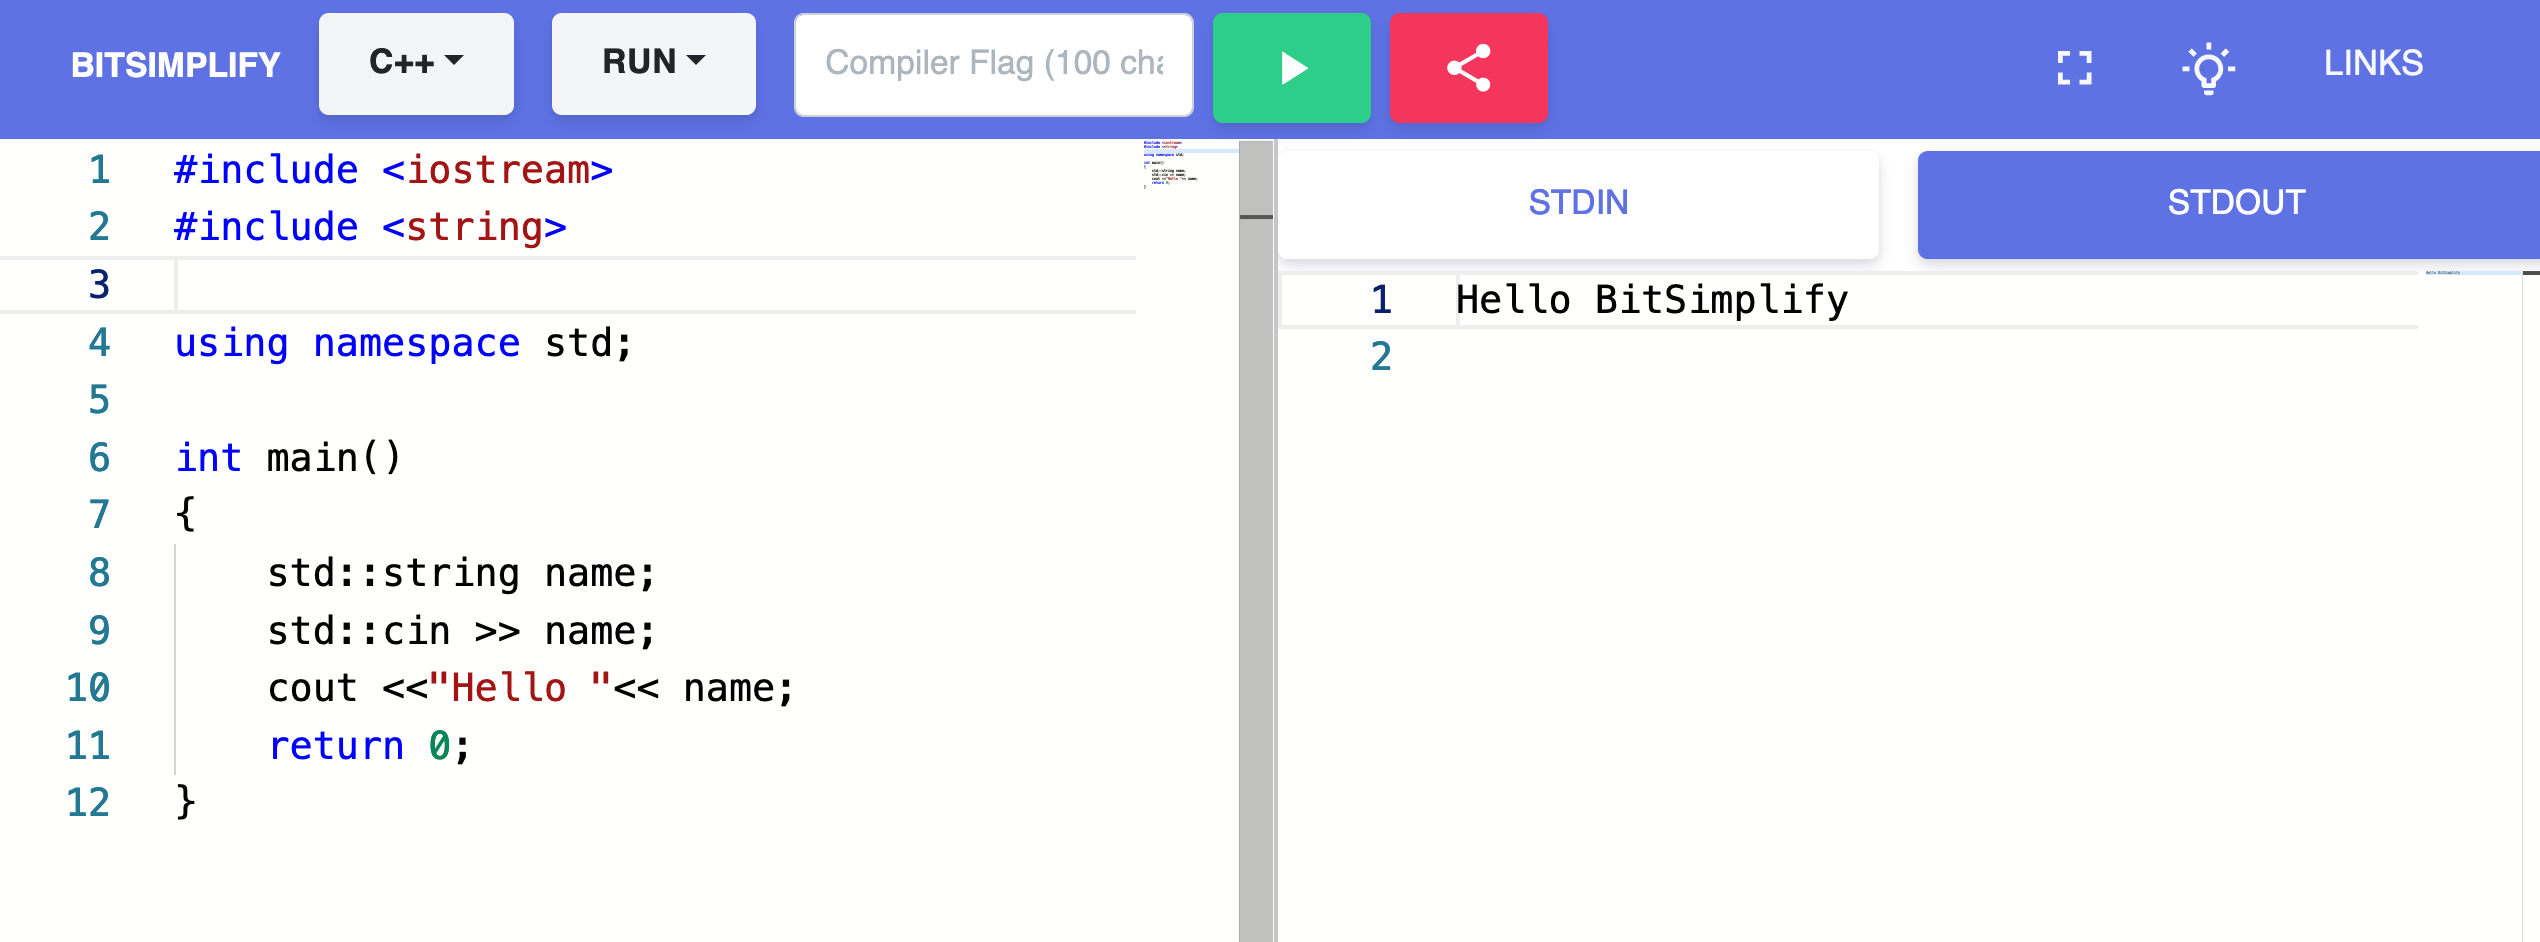 BITSIMPLIFY C++ RUN Compiler Flag (100 cha LINKS
1 #include <iostream>
2 #include <string>
3
4 using namespace std;
5
6 int main()
7 {
8     std::string name;
9     std::cin >> name;
10     cout <<"Hello "<< name;
11     return 0;
12 }
STDIN STDOUT
1 Hello BitSimplify
2